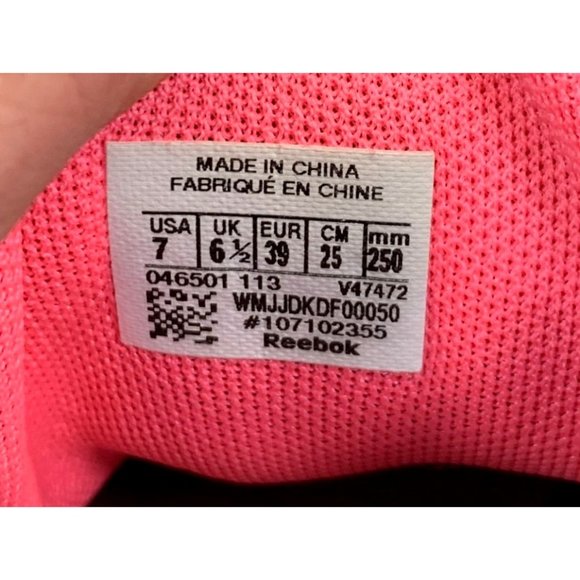 MADE IN CHINA
FABRIQUÉ EN CHINE
USA UK EUR CM mm
7 6 ½ 39 25 250
046501 113 V47472
WMJJDKDF00050
#107102355
Reebok